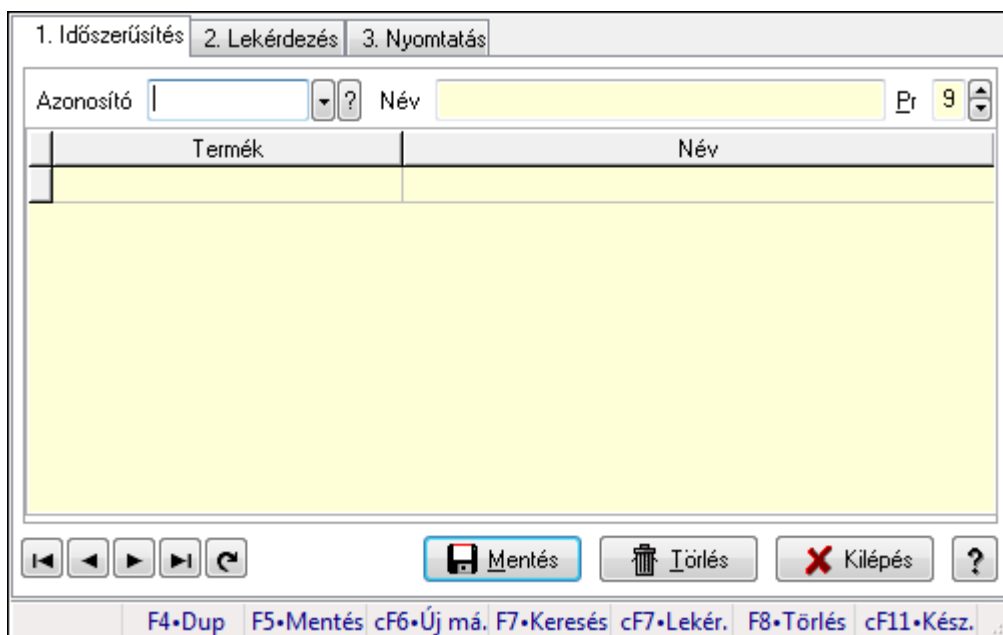 1. Időszerűsítés 2. Lekérdezés 3. Nyomtatás
Azonosító ? Név Pr 9
Termék Név
Mentés Törlés Kilépés ?
F4•Dup F5•Mentés cF6•Új má. F7•Keresés cF7•Lekér. F8•Törlés cF11•Kész.